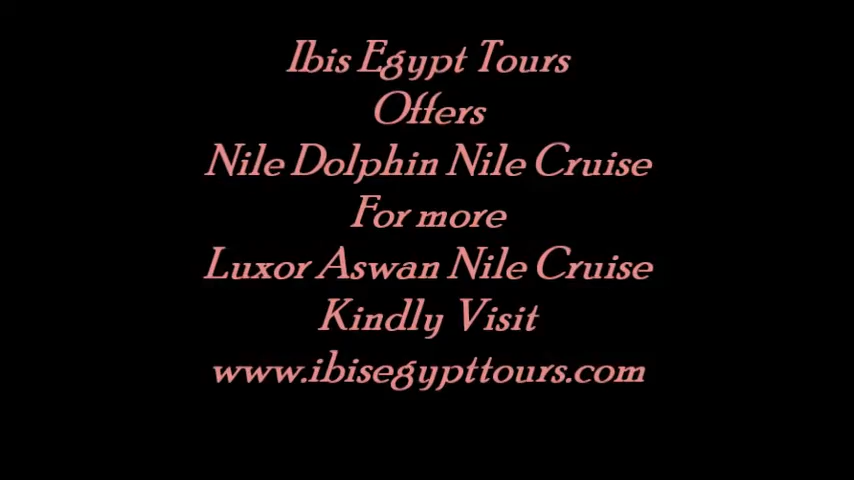 Ibis Egypt Tours
Offers
Nile Dolphin Nile Cruise
For more
Luxor Aswan Nile Cruise
Kindly Visit
www.ibisegypttours.com